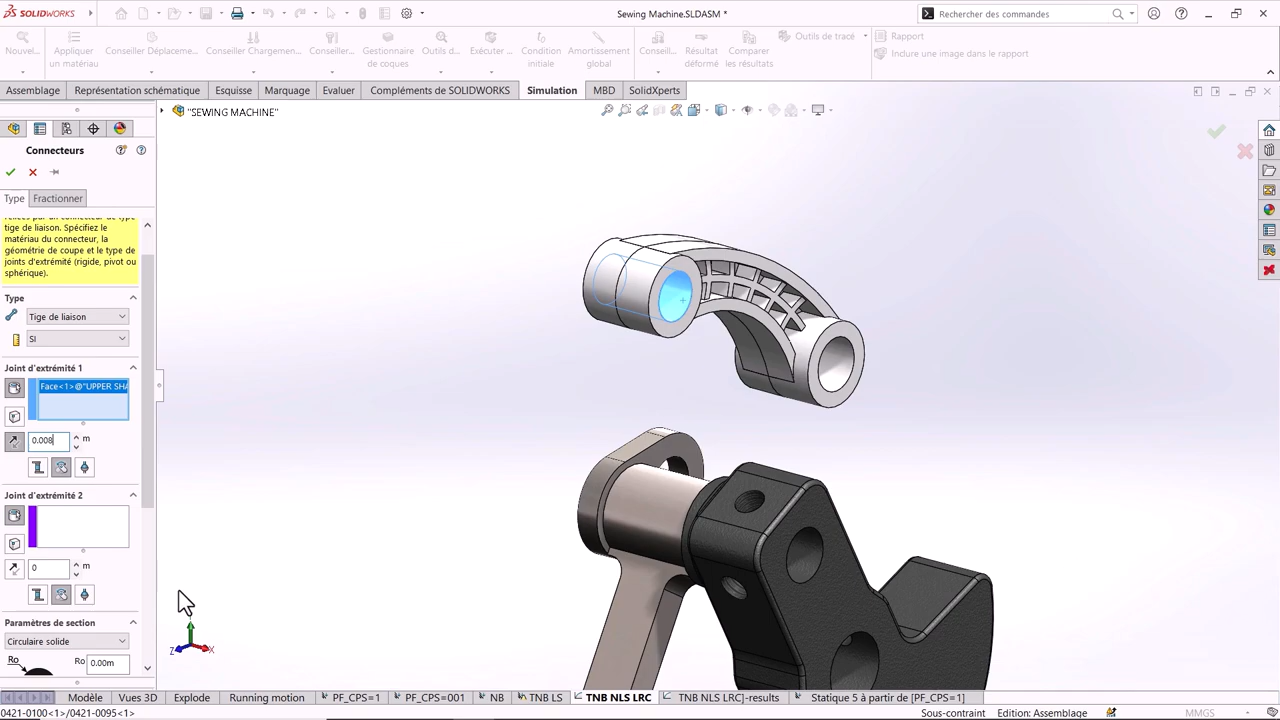 SOLIDWORKS
Sewing Machine.SLDASM *
Rechercher des commandes
Nouvel...
Appliquer
un matériau
Conseiller Déplaceme...
Conseiller Chargemen...
Conseiller...
Gestionnaire
de coques
Outils d...
Exécuter ...
Condition
initiale
Amortissement
global
Conseil...
Résultat
déformé
Comparer
les résultats
Outils de tracé
Rapport
Inclure une image dans le rapport
Assemblage
Représentation schématique
Esquisse
Marquage
Evaluer
Compléments de SOLIDWORKS
Simulation
MBD
SolidXperts
"SEWING MACHINE"
Connecteurs
Type
Fractionner
reliées par un connecteur de type
tige de liaison. Spécifiez le
matériau du connecteur, la
géométrie de coupe et le type de
joints d'extrémité (rigide, pivot ou
sphérique).
Type
Tige de liaison
SI
Joint d'extrémité 1
Face<1>@"UPPER SHA
0.008 m
Joint d'extrémité 2
0 m
Paramètres de section
Circulaire solide
Ro
Ro 0.00m
Z X
Modèle
Vues 3D
Explode
Running motion
PF_CPS=1
PF_CPS=001
NB
TNB LS
TNB NLS LRC
TNB NLS LRC]-results
Statique 5 à partir de [PF_CPS=1]
0421-0100<1>/0421-0095<1>
Sous-contraint
Edition: Assemblage
MMGS